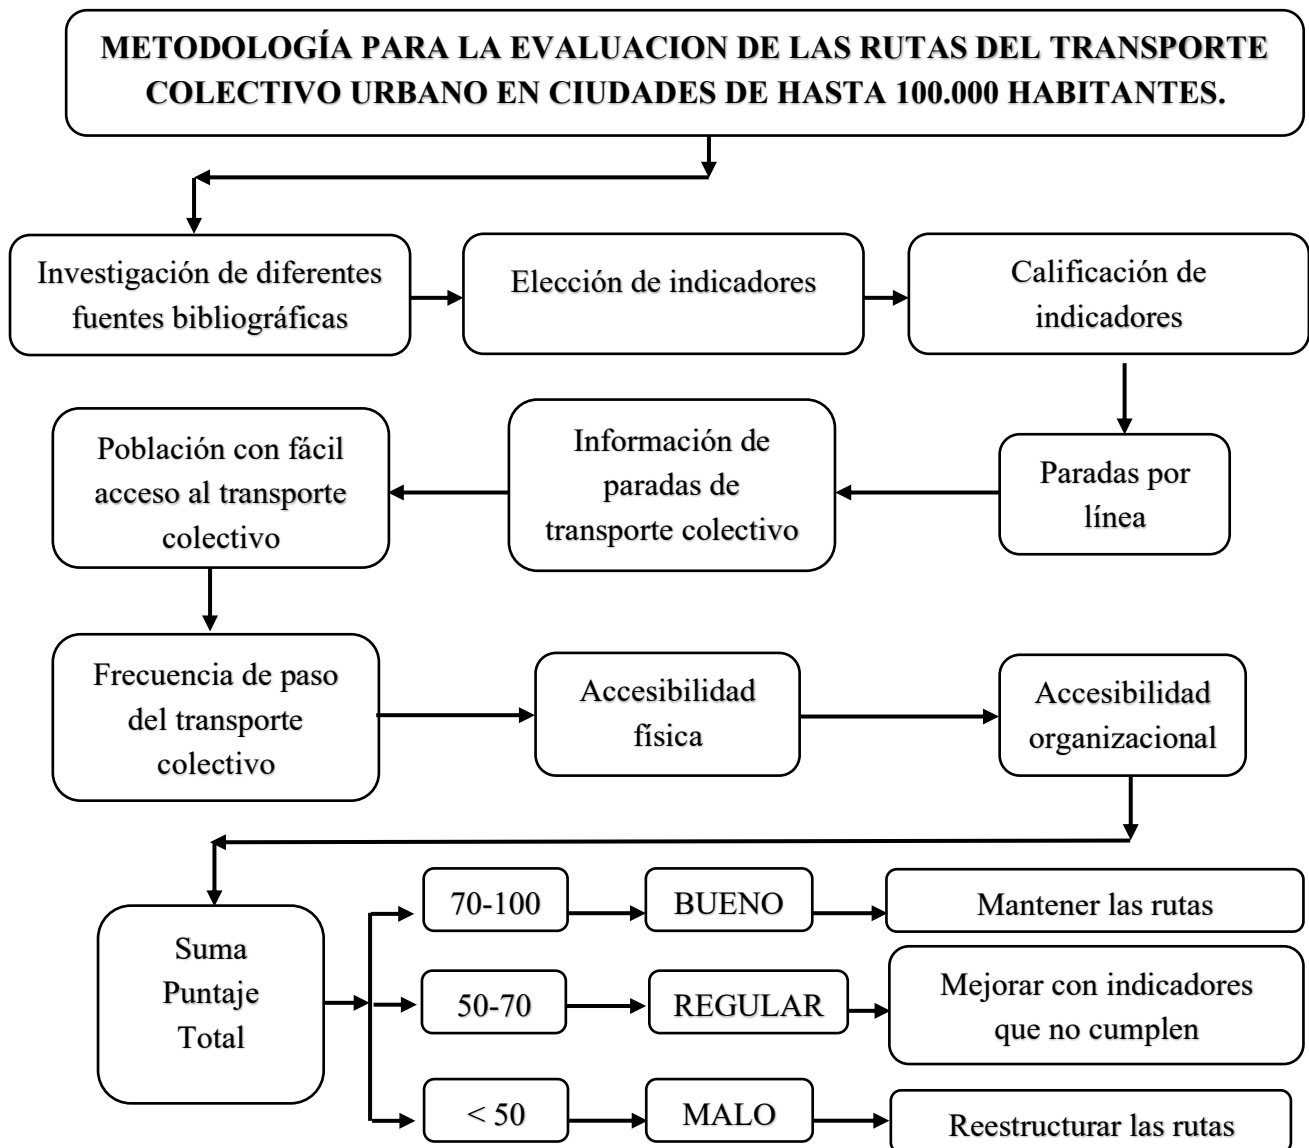 METODOLOGÍA PARA LA EVALUACION DE LAS RUTAS DEL TRANSPORTE
COLECTIVO URBANO EN CIUDADES DE HASTA 100.000 HABITANTES.
Investigación de diferentes
fuentes bibliográficas
Elección de indicadores
Calificación de
indicadores
Paradas por
línea
Información de
paradas de
transporte colectivo
Población con fácil
acceso al transporte
colectivo
Frecuencia de paso
del transporte
colectivo
Accesibilidad
física
Accesibilidad
organizacional
Suma
Puntaje
Total
70-100
BUENO
Mantener las rutas
50-70
REGULAR
Mejorar con indicadores
que no cumplen
< 50
MALO
Reestructurar las rutas